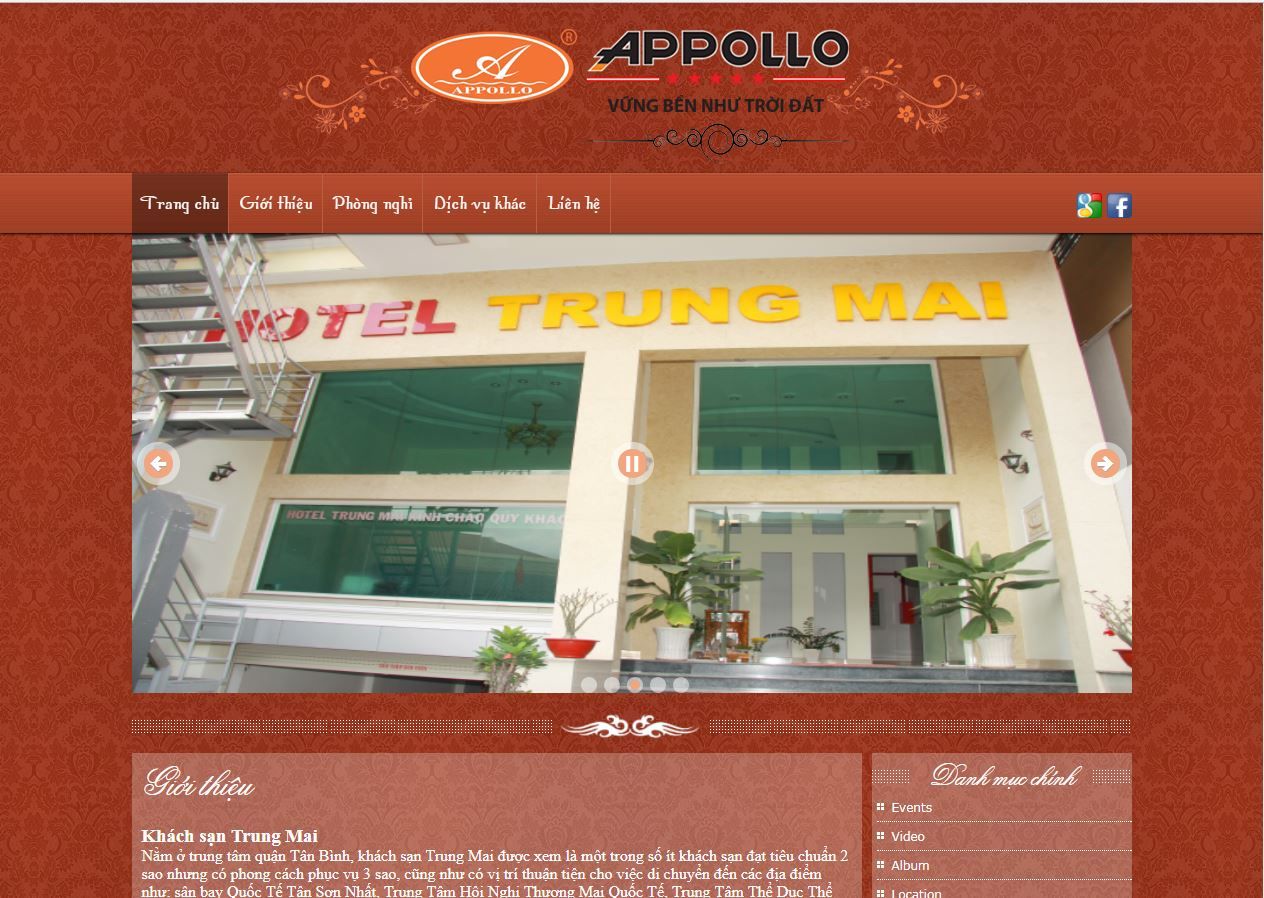 A
APPOLLO
®
APPOLLO
VỮNG BỀN NHƯ TRỜI ĐẤT
Trang chủ
Giới thiệu
Phòng nghỉ
Dịch vụ khác
Liên hệ
HOTEL TRUNG MAI
HOTEL TRUNG MAI KÍNH CHÀO QUÝ KHÁC
Giới thiệu
Danh mục chính
Events
Video
Album
Location
Khách sạn Trung Mai
Nằm ở trung tâm quận Tân Bình, khách sạn Trung Mai được xem là một trong số ít khách sạn đạt tiêu chuẩn 2
sao nhưng có phong cách phục vụ 3 sao, cũng như có vị trí thuận tiện cho việc di chuyển đến các địa điểm
như: sân bay Quốc Tế Tân Sơn Nhất, Trung Tâm Hội Nghị Thương Mại Quốc Tế, Trung Tâm Thể Dục Thể